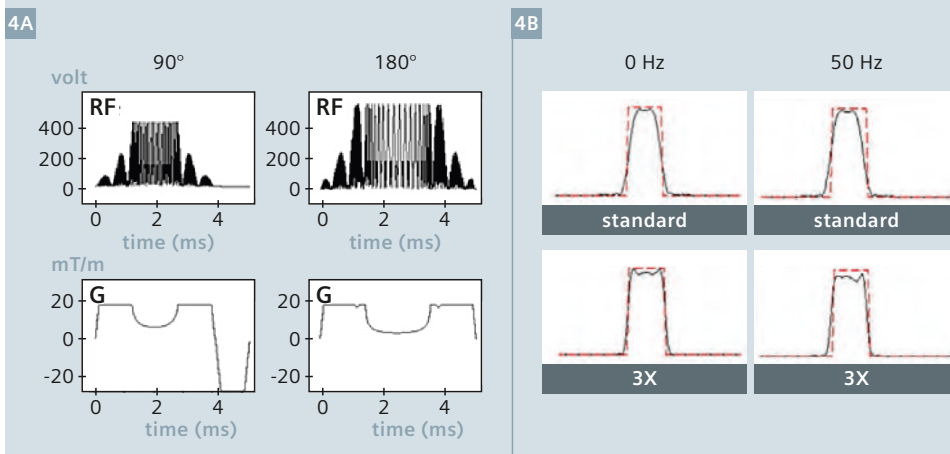 4A
4B
90°
180°
0 Hz
50 Hz
volt
RF
RF
400
200
0
400
200
0
0 2 4
0 2 4
time (ms)
time (ms)
standard
standard
mT/m
G
G
20
0
-20
20
0
-20
0 2 4
0 2 4
time (ms)
time (ms)
3X
3X